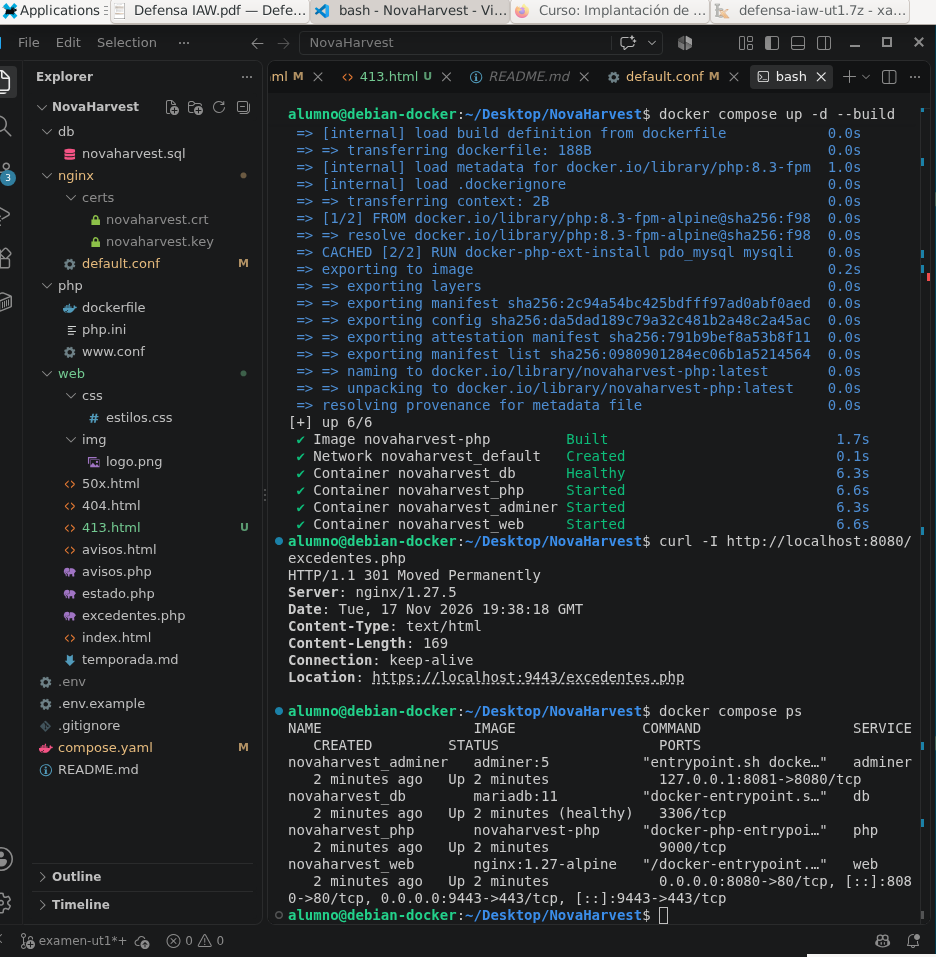 Applications
Defensa IAW.pdf — Defe...
bash - NovaHarvest - Vi...
Curso: Implantación de ...
defensa-iaw-ut1.7z - xa...
File Edit Selection ···
NovaHarvest
Explorer
NovaHarvest
db
novaharvest.sql
nginx
certs
novaharvest.crt
novaharvest.key
default.conf M
php
dockerfile
php.ini
www.conf
web
css
estilos.css
img
logo.png
50x.html
404.html
413.html U
avisos.html
avisos.php
estado.php
excedentes.php
index.html
temporada.md
.env
.env.example
.gitignore
compose.yaml M
README.md
Outline
Timeline
3
ml M
413.html U
README.md
default.conf M
bash
alumno@debian-docker:~/Desktop/NovaHarvest$ docker compose up -d --build
=> [internal] load build definition from dockerfile 0.0s
=> => transferring dockerfile: 188B 0.0s
=> [internal] load metadata for docker.io/library/php:8.3-fpm 1.0s
=> [internal] load .dockerignore 0.0s
=> => transferring context: 2B 0.0s
=> [1/2] FROM docker.io/library/php:8.3-fpm-alpine@sha256:f98 0.0s
=> => resolve docker.io/library/php:8.3-fpm-alpine@sha256:f98 0.0s
=> CACHED [2/2] RUN docker-php-ext-install pdo_mysql mysqli 0.0s
=> exporting to image 0.2s
=> => exporting layers 0.0s
=> => exporting manifest sha256:2c94a54bc425bdfff97ad0abf0aed 0.0s
=> => exporting config sha256:da5dad189c79a32c481b2a48c2a45ac 0.0s
=> => exporting attestation manifest sha256:791b9bef8a53b8f11 0.0s
=> => exporting manifest list sha256:0980901284ec06b1a5214564 0.0s
=> => naming to docker.io/library/novaharvest-php:latest 0.0s
=> => unpacking to docker.io/library/novaharvest-php:latest 0.0s
=> resolving provenance for metadata file 0.0s
[+] up 6/6
✔ Image novaharvest-php Built 1.7s
✔ Network novaharvest_default Created 0.1s
✔ Container novaharvest_db Healthy 6.3s
✔ Container novaharvest_php Started 6.6s
✔ Container novaharvest_adminer Started 6.3s
✔ Container novaharvest_web Started 6.6s
alumno@debian-docker:~/Desktop/NovaHarvest$ curl -I http://localhost:8080/
excedentes.php
HTTP/1.1 301 Moved Permanently
Server: nginx/1.27.5
Date: Tue, 17 Nov 2026 19:38:18 GMT
Content-Type: text/html
Content-Length: 169
Connection: keep-alive
Location: https://localhost:9443/excedentes.php
alumno@debian-docker:~/Desktop/NovaHarvest$ docker compose ps
NAME IMAGE COMMAND SERVICE
CREATED STATUS PORTS
novaharvest_adminer adminer:5 "entrypoint.sh docke…" adminer
2 minutes ago Up 2 minutes 127.0.0.1:8081->8080/tcp
novaharvest_db mariadb:11 "docker-entrypoint.s…" db
2 minutes ago Up 2 minutes (healthy) 3306/tcp
novaharvest_php novaharvest-php "docker-php-entrypoi…" php
2 minutes ago Up 2 minutes 9000/tcp
novaharvest_web nginx:1.27-alpine "/docker-entrypoint.…" web
2 minutes ago Up 2 minutes 0.0.0.0:8080->80/tcp, [::]:808
0->80/tcp, 0.0.0.0:9443->443/tcp, [::]:9443->443/tcp
alumno@debian-docker:~/Desktop/NovaHarvest$
examen-ut1*+ 0 0